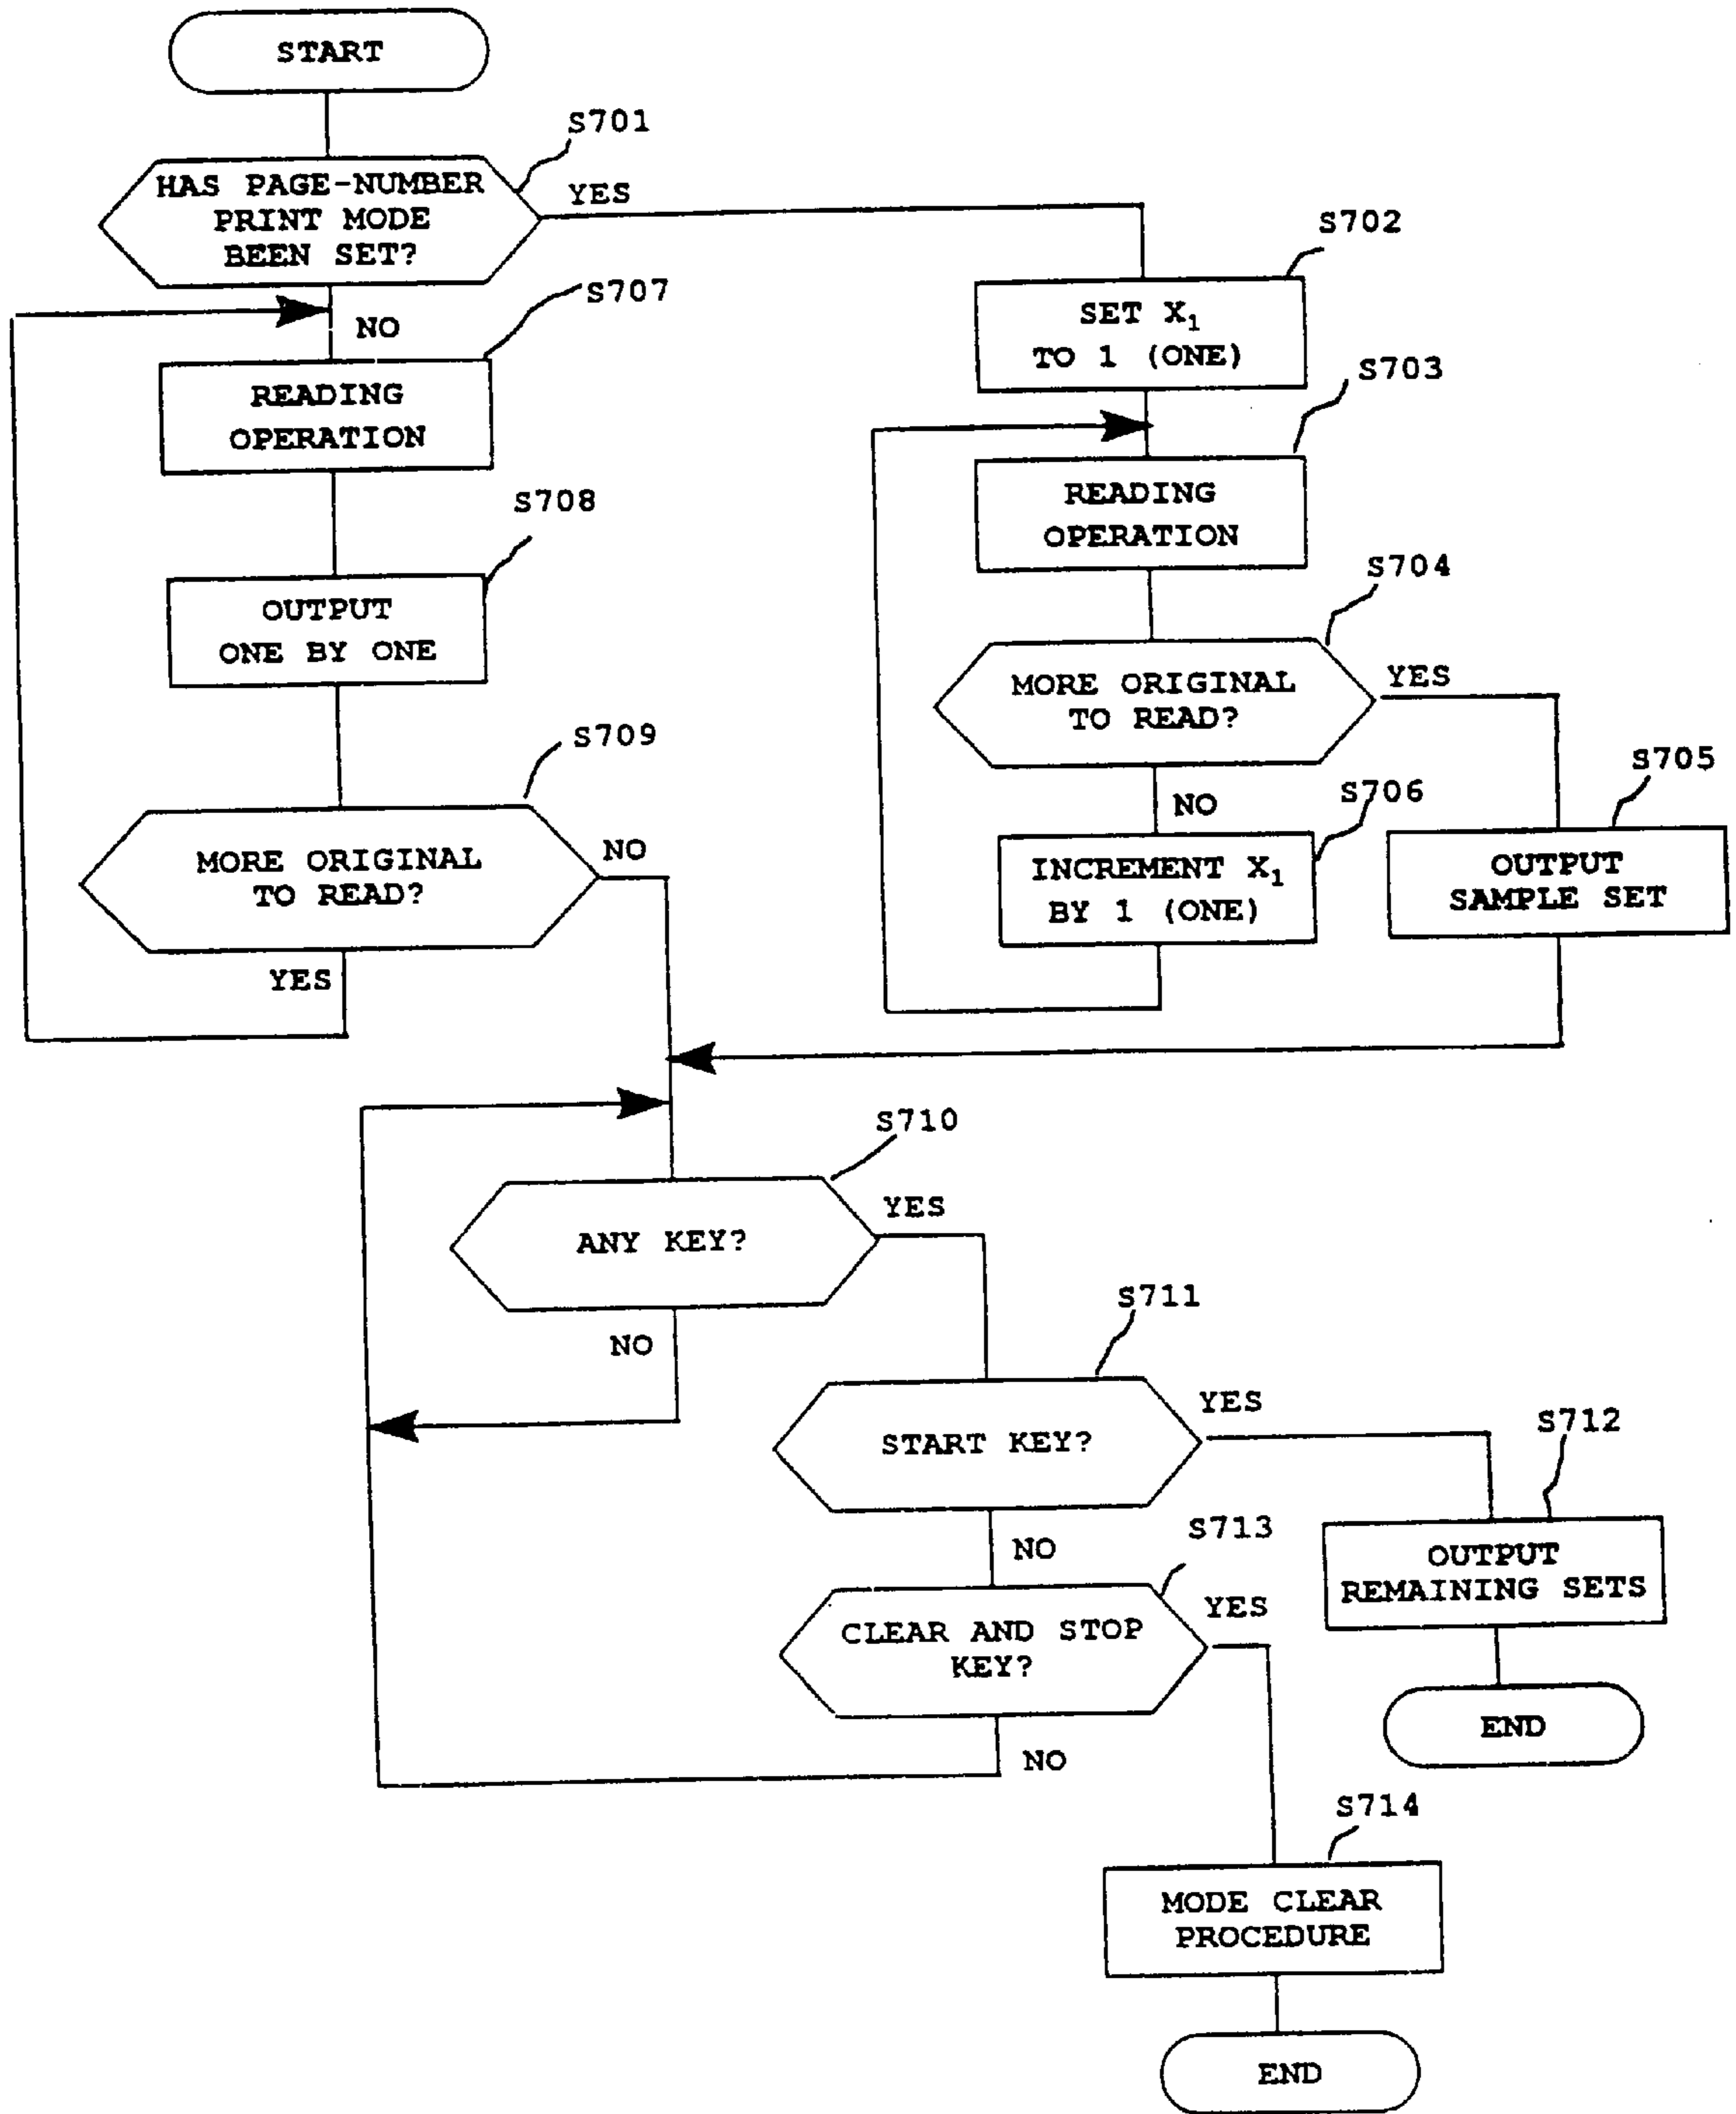 START
S701
HAS PAGE-NUMBER
PRINT MODE
BEEN SET?
YES
S702
SET X₁
TO 1 (ONE)
S707
NO
READING
OPERATION
S703
READING
OPERATION
S708
OUTPUT
ONE BY ONE
S704
MORE ORIGINAL
TO READ?
YES
S709
MORE ORIGINAL
TO READ?
NO
YES
NO
S706
INCREMENT X₁
BY 1 (ONE)
S705
OUTPUT
SAMPLE SET
S710
ANY KEY?
YES
NO
S711
START KEY?
YES
S712
OUTPUT
REMAINING SETS
END
NO
S713
CLEAR AND STOP
KEY?
YES
NO
S714
MODE CLEAR
PROCEDURE
END